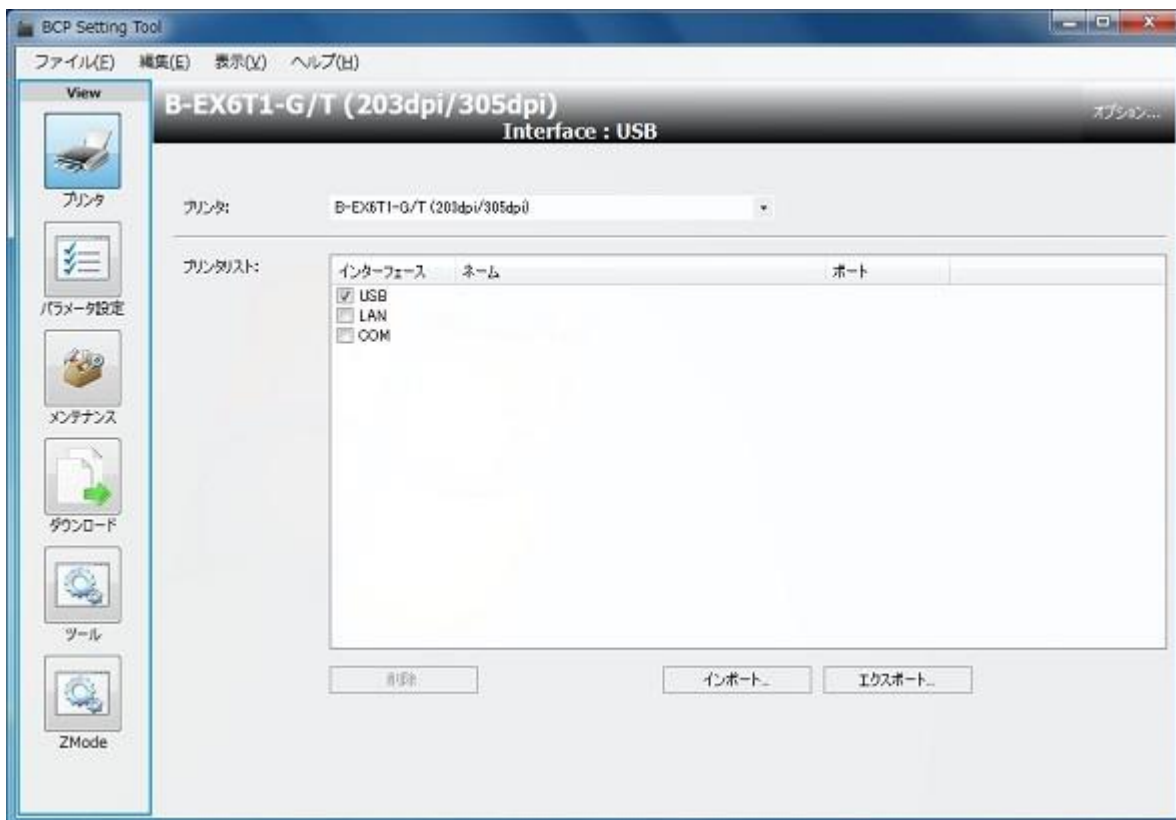 BCP Setting Tool
ファイル(E) 編集(E) 表示(V) ヘルプ(H)
View
B-EX6T1-G/T (203dpi/305dpi)
Interface : USB
オプション...
プリンタ
パラメータ設定
メンテナンス
ダウンロード
ツール
ZMode
プリンタ: B-EX6T1-G/T (203dpi/305dpi)
プリンタリスト:
インターフェース ネーム ポート
USB
LAN
COM
削除 インポート... エクスポート...